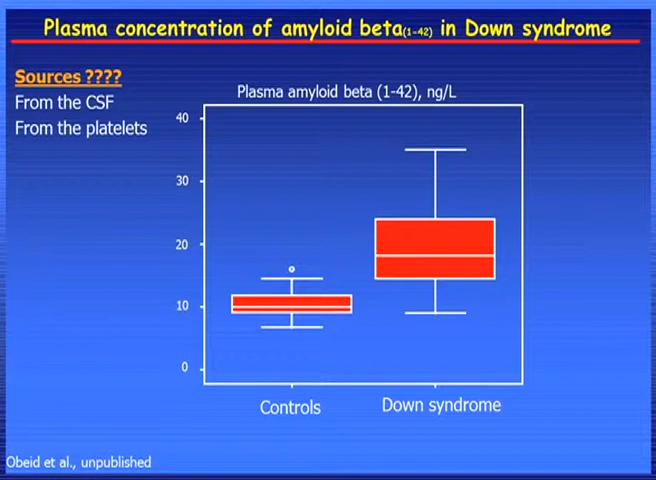 Plasma concentration of amyloid beta(1-42) in Down syndrome
Sources ????
From the CSF
From the platelets
Plasma amyloid beta (1-42), ng/L
40
30
20
10
0
Controls
Down syndrome
Obeid et al., unpublished